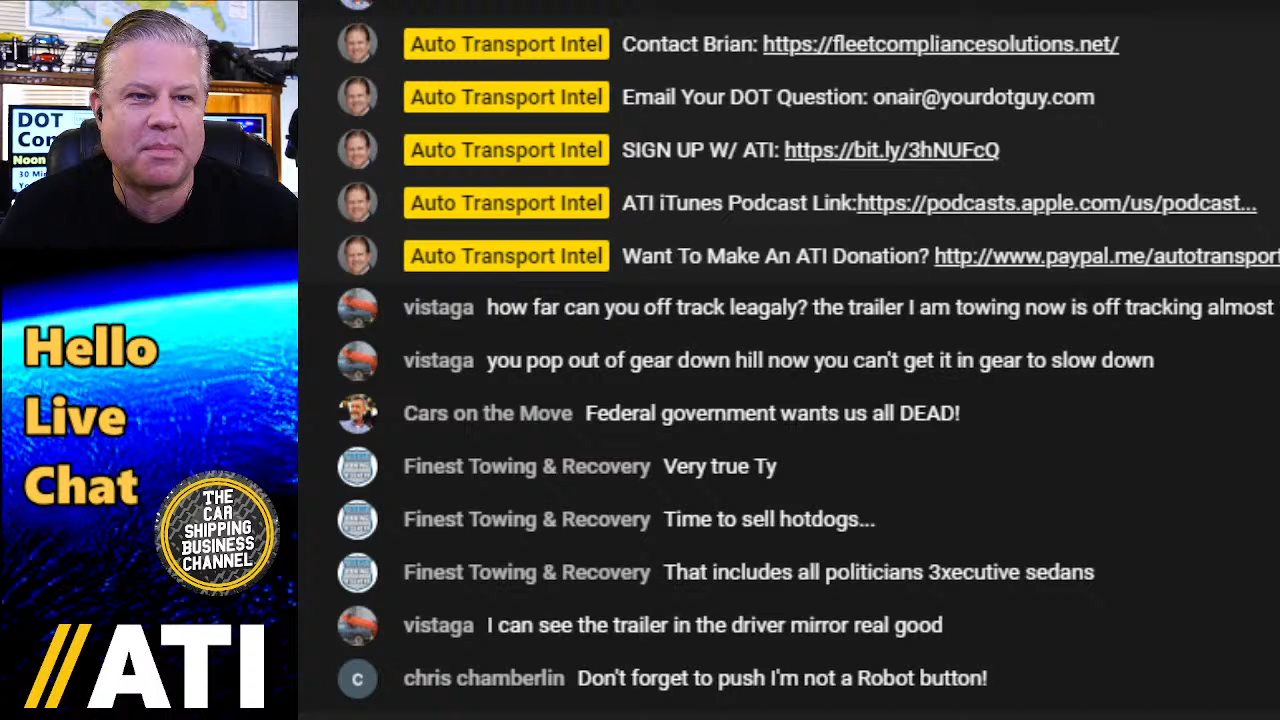 DOT
Noon
30 Min
Hello
Live
Chat
THE
CAR
SHIPPING
BUSINESS
CHANNEL
//ATI
Auto Transport Intel Contact Brian: https://fleetcompliancesolutions.net/
Auto Transport Intel Email Your DOT Question: onair@yourdotguy.com
Auto Transport Intel SIGN UP W/ ATI: https://bit.ly/3hNUFcQ
Auto Transport Intel ATI iTunes Podcast Link:https://podcasts.apple.com/us/podcast...
Auto Transport Intel Want To Make An ATI Donation? http://www.paypal.me/autotransport
vistaga how far can you off track leagaly? the trailer I am towing now is off tracking almost
vistaga you pop out of gear down hill now you can't get it in gear to slow down
Cars on the Move Federal government wants us all DEAD!
Finest Towing & Recovery Very true Ty
Finest Towing & Recovery Time to sell hotdogs...
Finest Towing & Recovery That includes all politicians 3xecutive sedans
vistaga I can see the trailer in the driver mirror real good
C chris chamberlin Don't forget to push I'm not a Robot button!